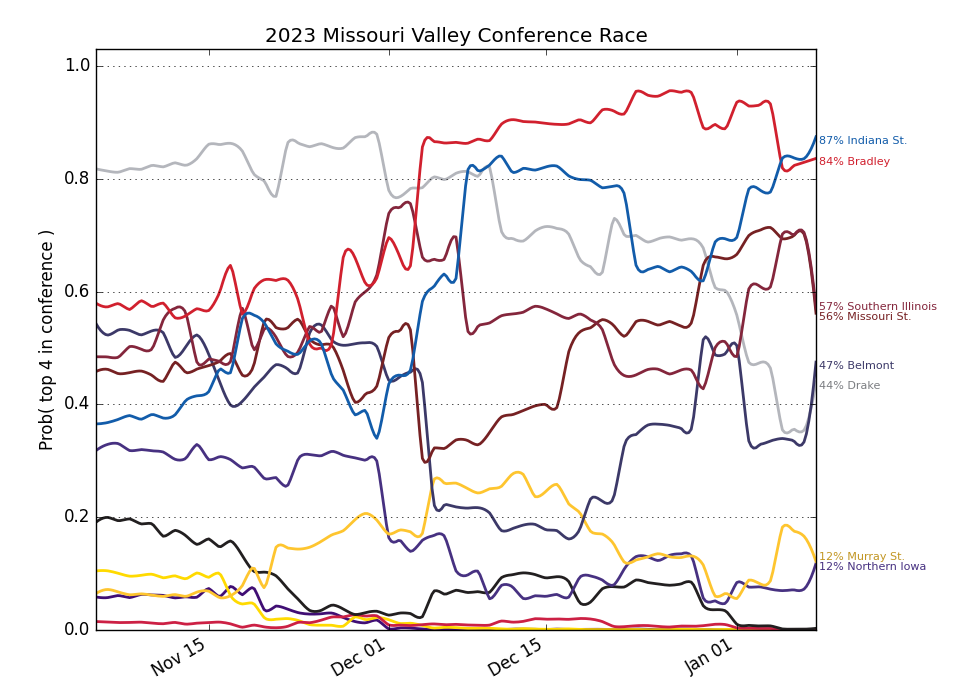 2023 Missouri Valley Conference Race
Prob( top 4 in conference )
1.0
0.8
0.6
0.4
0.2
0.0
Nov 15
Dec 01
Dec 15
Jan 01
87% Indiana St.
84% Bradley
57% Southern Illinois
56% Missouri St.
47% Belmont
44% Drake
12% Murray St.
12% Northern Iowa